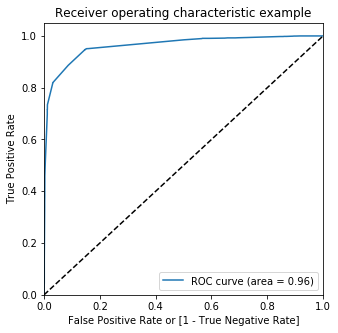 Receiver operating characteristic example
True Positive Rate
1.0
0.8
0.6
0.4
0.2
0.0
ROC curve (area = 0.96)
0.0 0.2 0.4 0.6 0.8 1.0
False Positive Rate or [1 - True Negative Rate]